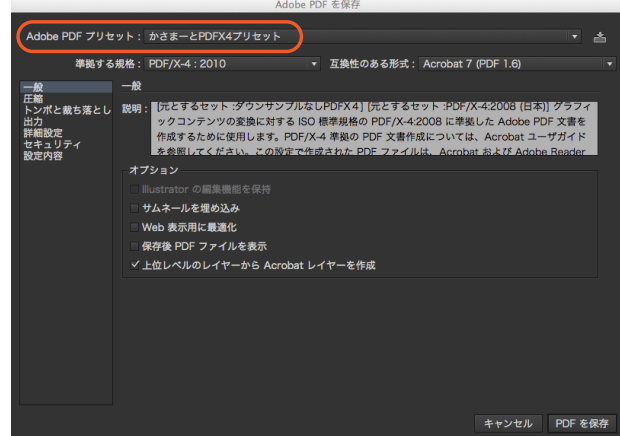 Adobe PDF を保存
Adobe PDF プリセット : かさまーとPDFX4プリセット
準拠する規格 : PDF/X-4 : 2010
互換性のある形式 : Acrobat 7 (PDF 1.6)
一般
圧縮
トンボと裁ち落とし
出力
詳細設定
セキュリティ
設定内容
一般
説明 : [元とするセット :ダウンサンプルなしPDFX４] [元とするセット :PDF/X-4:2008 (日本)] グラフィ
ックコンテンツの変換に対する ISO 標準規格の PDF/X-4:2008 に準拠した Adobe PDF 文書を
作成するために使用します。PDF/X-4 準拠の PDF 文書作成については、Acrobat ユーザガイド
を参照してください。この設定で作成された PDF ファイルは、Acrobat および Adobe Reader
オプション
Illustrator の編集機能を保持
サムネールを埋め込み
Web 表示用に最適化
保存後 PDF ファイルを表示
上位レベルのレイヤーから Acrobat レイヤーを作成
キャンセル
PDF を保存